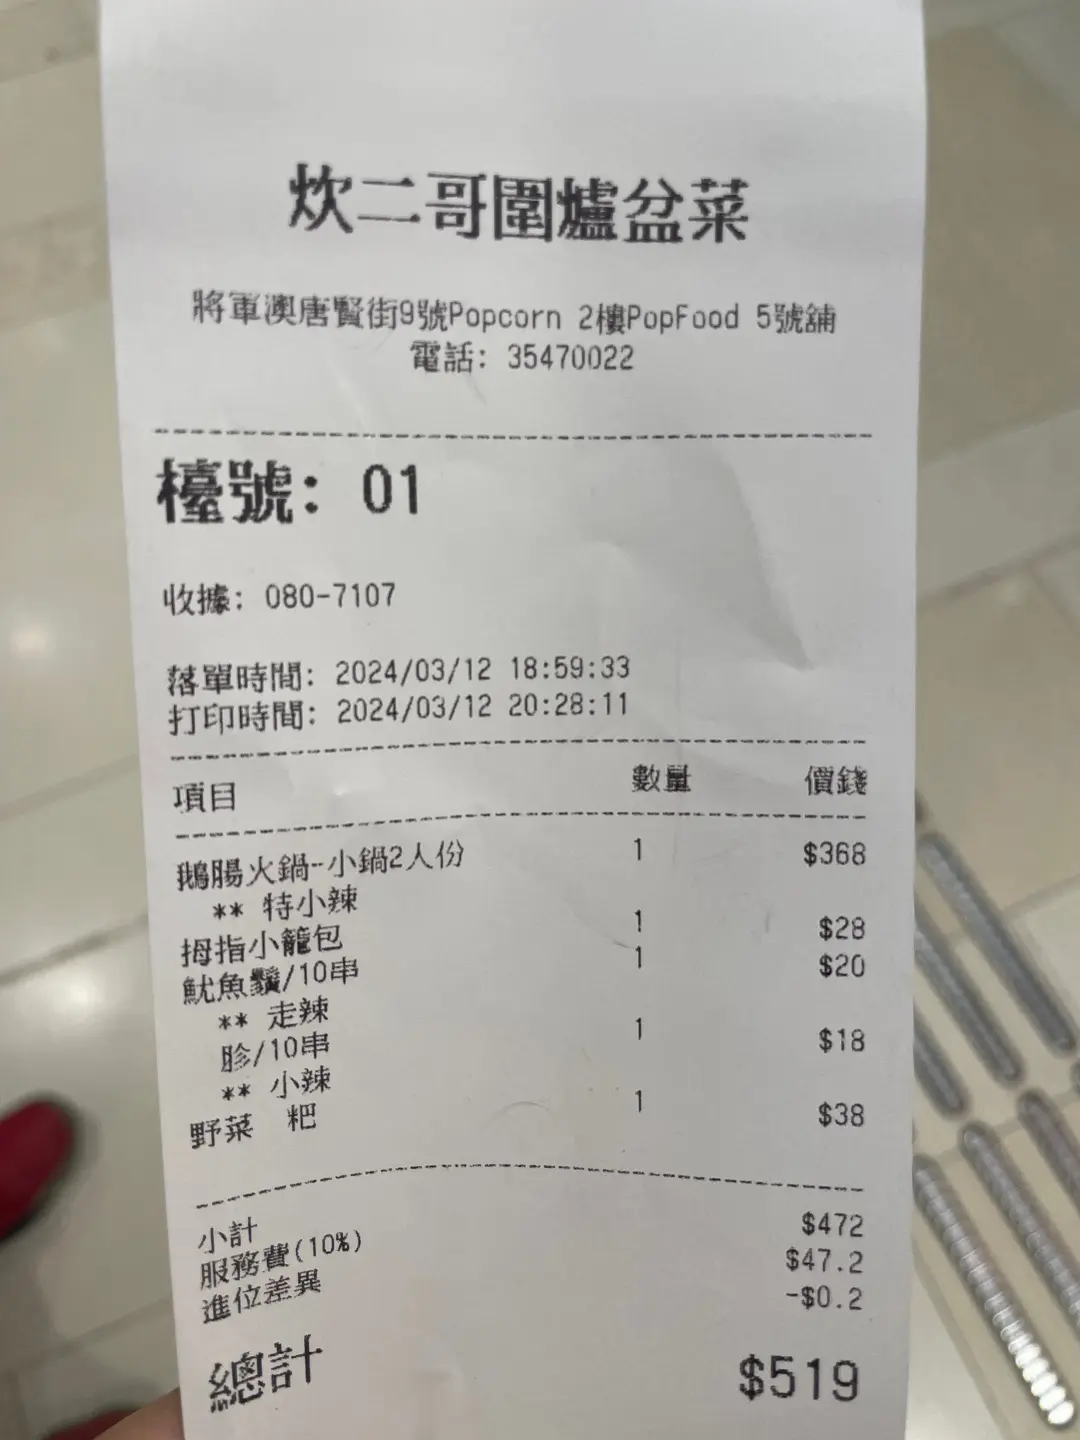 炊二哥圍爐盆菜
將軍澳唐賢街9號Popcorn 2樓PopFood 5號舖
電話: 35470022
檯號: 01
收據: 080-7107
落單時間: 2024/03/12 18:59:33
打印時間: 2024/03/12 20:28:11
項目 數量 價錢
鵝腸火鍋-小鍋2人份 1 $368
** 特小辣
拇指小籠包 1 $28
魷魚鬚/10串 1 $20
** 走辣
胗/10串 1 $18
** 小辣
野菜 粑 1 $38
小計 $472
服務費(10%) $47.2
進位差異 -$0.2
總計 $519